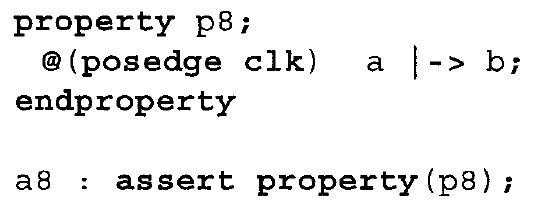 property p8;
@(posedge clk) a |-> b;
endproperty
a8 : assert property(p8);